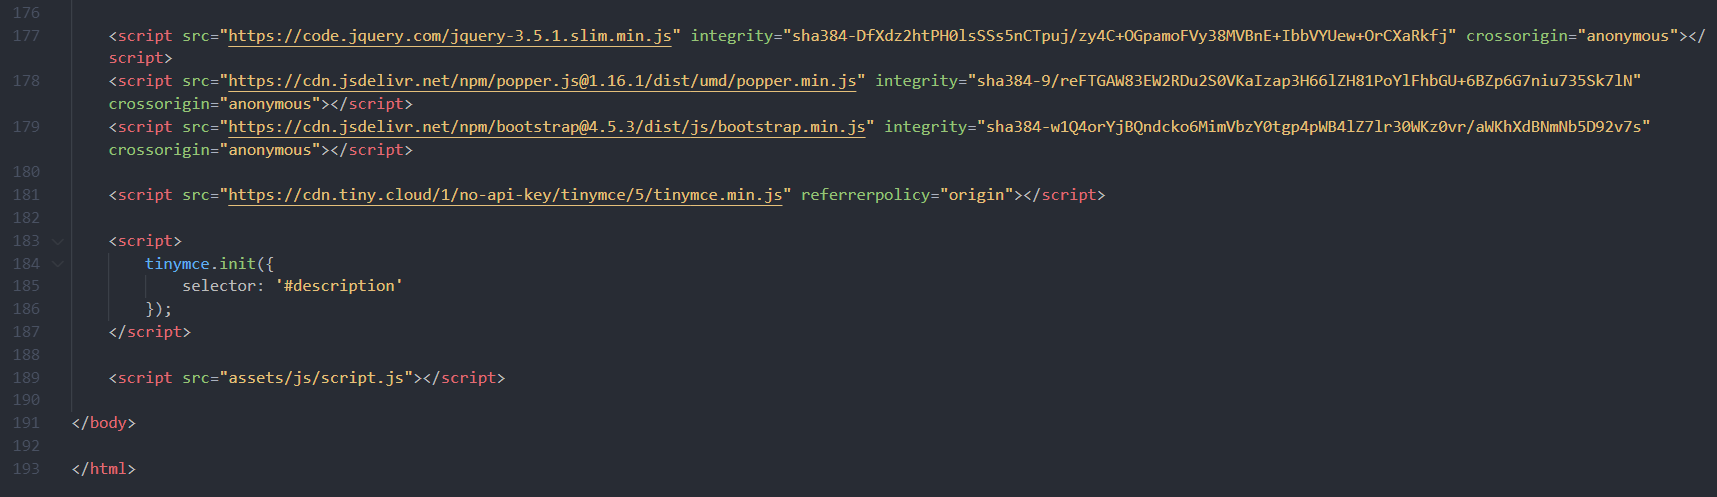 176
177 <script src="https://code.jquery.com/jquery-3.5.1.slim.min.js" integrity="sha384-DfXdz2htPH0lsSSs5nCTpuj/zy4C+OGpamoFVy38MVBnE+IbbVYUew+OrCXaRkfj" crossorigin="anonymous"></
script>
178 <script src="https://cdn.jsdelivr.net/npm/popper.js@1.16.1/dist/umd/popper.min.js" integrity="sha384-9/reFTGAW83EW2RDu2S0VKaIzap3H66lZH81PoYlFhbGU+6BZp6G7niu735Sk7lN"
crossorigin="anonymous"></script>
179 <script src="https://cdn.jsdelivr.net/npm/bootstrap@4.5.3/dist/js/bootstrap.min.js" integrity="sha384-w1Q4orYjBQndcko6MimVbzY0tgp4pWB4lZ7lr30WKz0vr/aWKhXdBNmNb5D92v7s"
crossorigin="anonymous"></script>
180
181 <script src="https://cdn.tiny.cloud/1/no-api-key/tinymce/5/tinymce.min.js" referrerpolicy="origin"></script>
182
183 <script>
184 tinymce.init({
185 selector: '#description'
186 });
187 </script>
188
189 <script src="assets/js/script.js"></script>
190
191 </body>
192
193 </html>